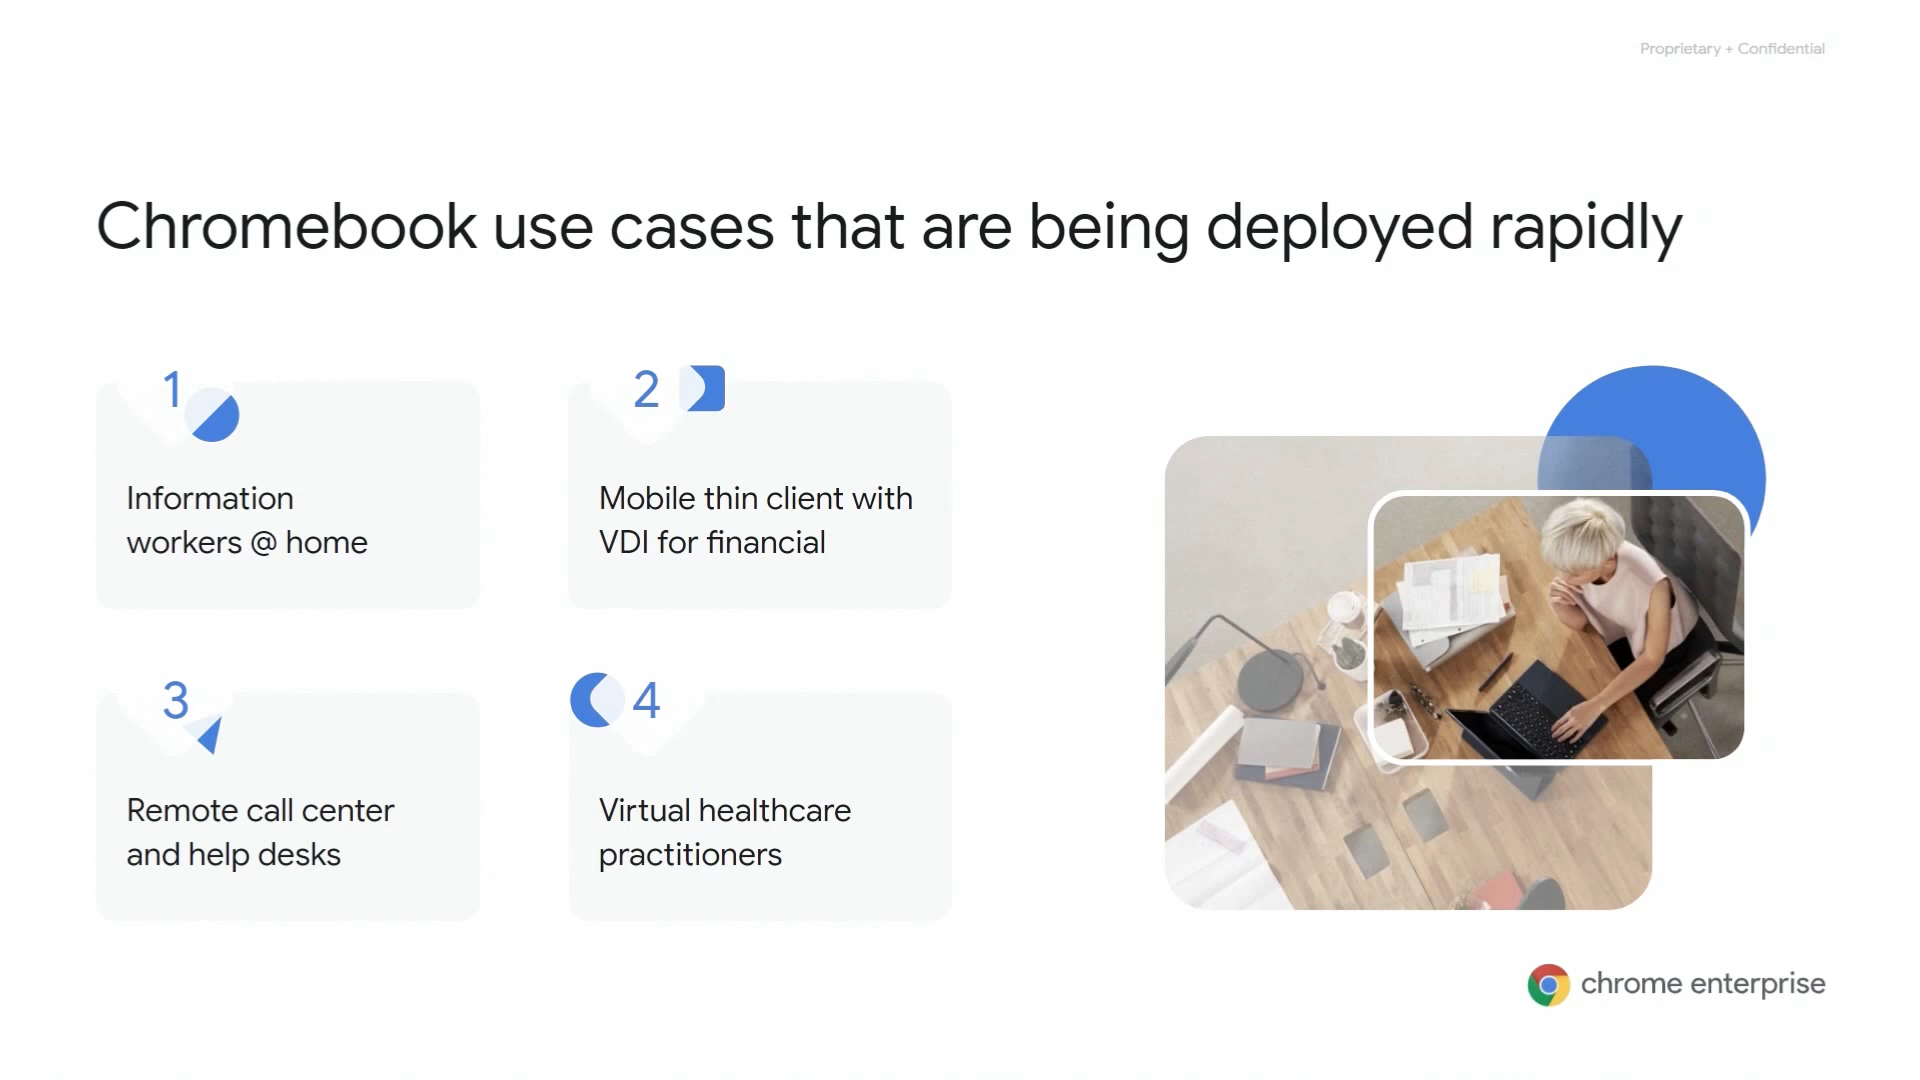 Proprietary + Confidential
Chromebook use cases that are being deployed rapidly
1
Information
workers @ home
2
Mobile thin client with
VDI for financial
3
Remote call center
and help desks
4
Virtual healthcare
practitioners
chrome enterprise